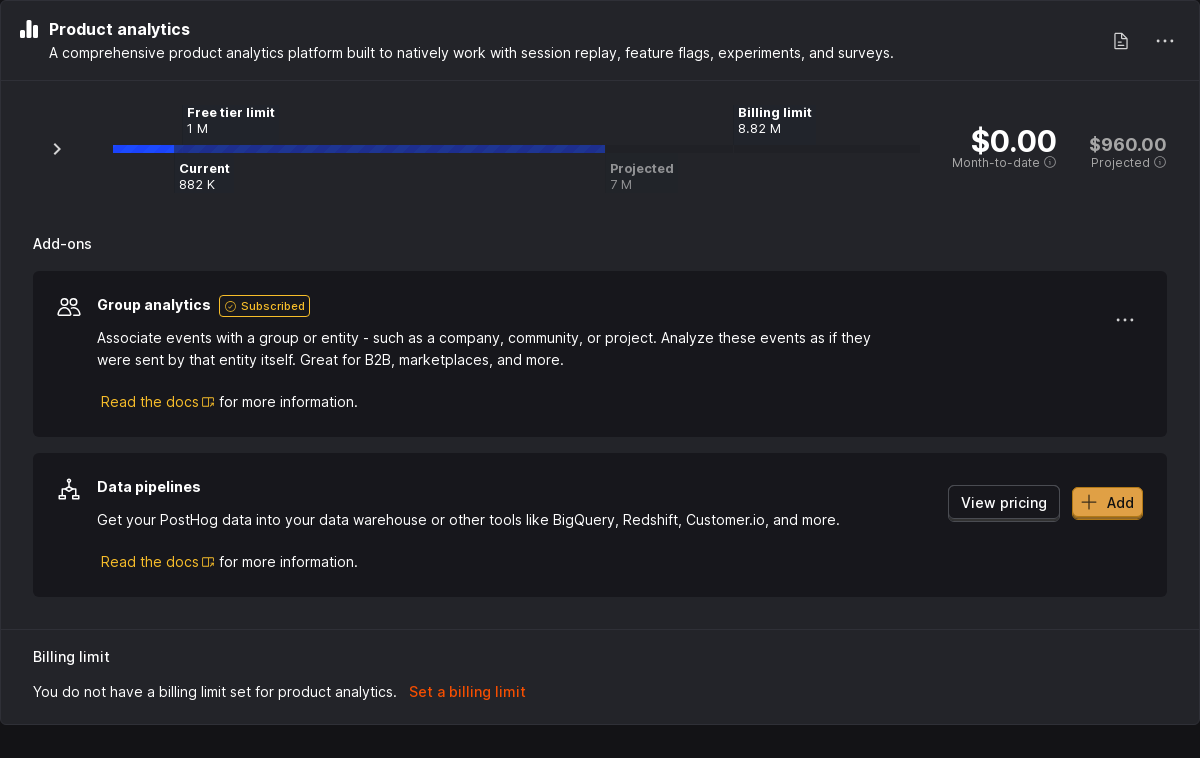 Product analytics
A comprehensive product analytics platform built to natively work with session replay, feature flags, experiments, and surveys.
Free tier limit
1 M
Billing limit
8.82 M
Current
882 K
Projected
7 M
$0.00
Month-to-date
$960.00
Projected
Add-ons
Group analytics Subscribed
Associate events with a group or entity - such as a company, community, or project. Analyze these events as if they
were sent by that entity itself. Great for B2B, marketplaces, and more.
Read the docs for more information.
Data pipelines
Get your PostHog data into your data warehouse or other tools like BigQuery, Redshift, Customer.io, and more.
Read the docs for more information.
View pricing
Add
Billing limit
You do not have a billing limit set for product analytics. Set a billing limit